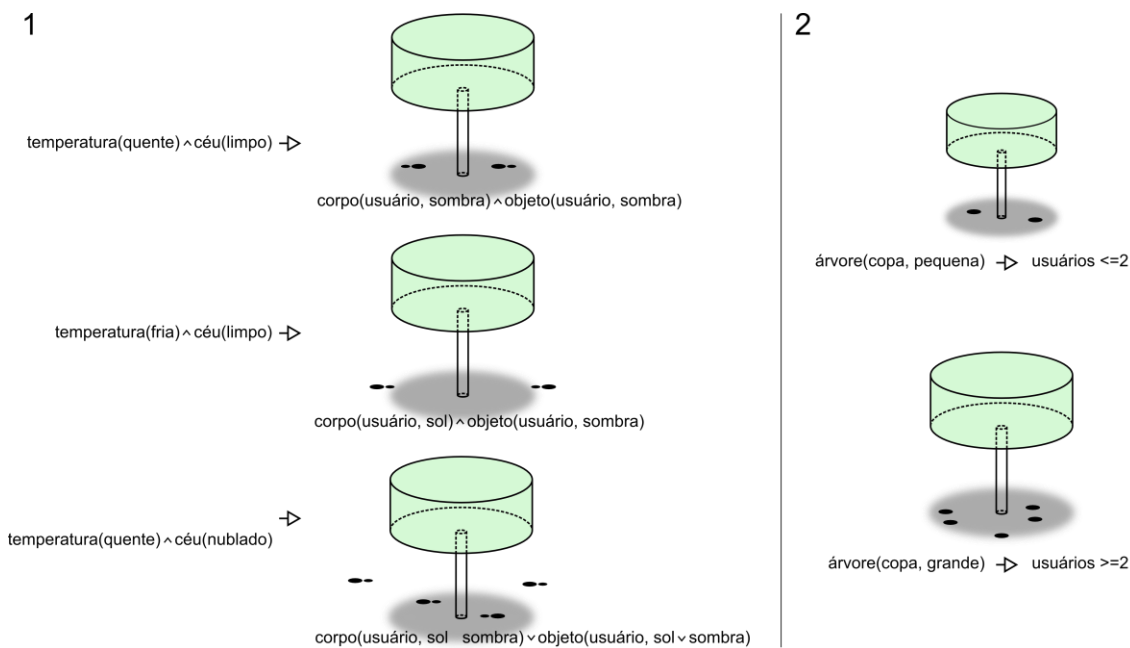 1
temperatura(quente)^céu(limpo)
corpo(usuário, sombra)^objeto(usuário, sombra)
temperatura(fria)^céu(limpo)
corpo(usuário, sol)^objeto(usuário, sombra)
temperatura(quente)^céu(nublado)
corpo(usuário, sol sombra)˅objeto(usuário, sol˅sombra)
2
árvore(copa, pequena) usuários <=2
árvore(copa, grande) usuários >=2